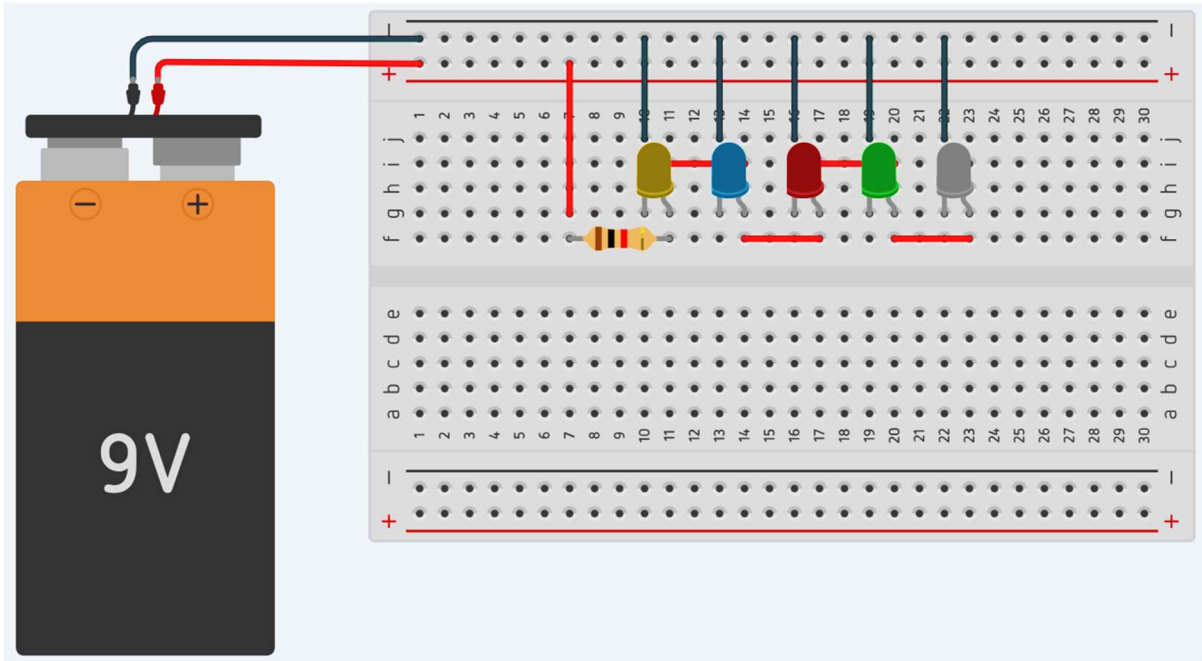 − −
+ +
1 2 3 4 5 6 7 8 9 10 11 12 13 14 15 16 17 18 19 20 21 22 23 24 25 26 27 28 29 30
j j
i i
h h
g g
f f
− +
e e
d d
c c
b b
a a
1 2 3 4 5 6 7 8 9 10 11 12 13 14 15 16 17 18 19 20 21 22 23 24 25 26 27 28 29 30
9V
− −
+ +